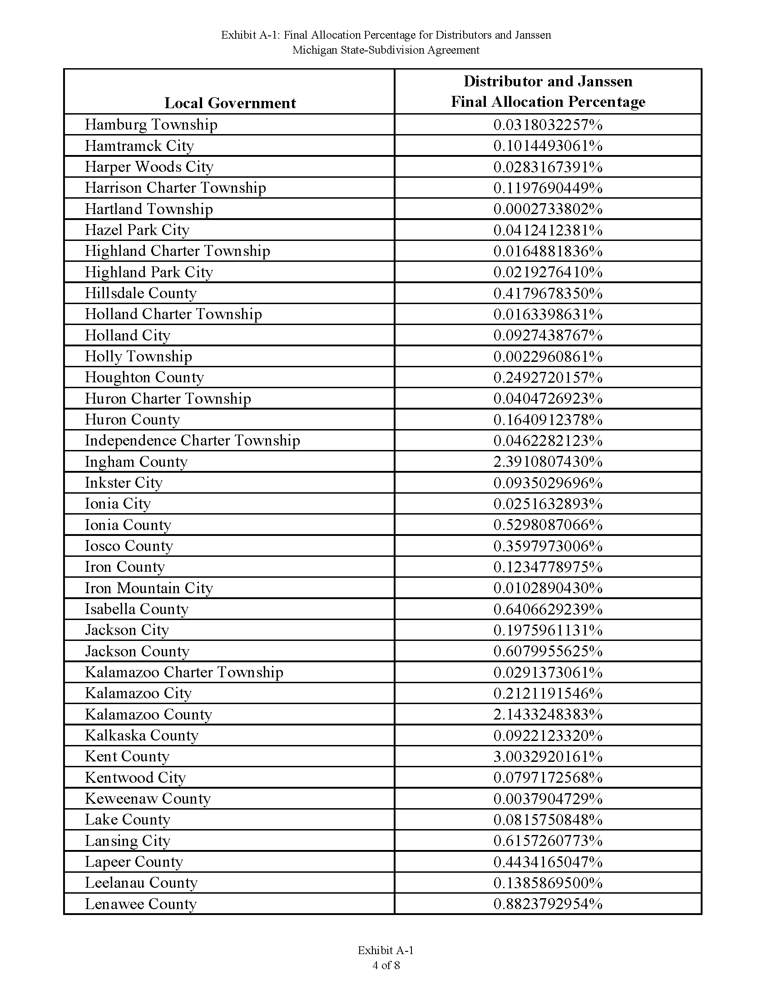 Exhibit A-1: Final Allocation Percentage for Distributors and Janssen
Michigan State-Subdivision Agreement
Local Government
Distributor and Janssen
Final Allocation Percentage
Hamburg Township 0.0318032257%
Hamtramck City 0.1014493061%
Harper Woods City 0.0283167391%
Harrison Charter Township 0.1197690449%
Hartland Township 0.0002733802%
Hazel Park City 0.0412412381%
Highland Charter Township 0.0164881836%
Highland Park City 0.0219276410%
Hillsdale County 0.4179678350%
Holland Charter Township 0.0163398631%
Holland City 0.0927438767%
Holly Township 0.0022960861%
Houghton County 0.2492720157%
Huron Charter Township 0.0404726923%
Huron County 0.1640912378%
Independence Charter Township 0.0462282123%
Ingham County 2.3910807430%
Inkster City 0.0935029696%
Ionia City 0.0251632893%
Ionia County 0.5298087066%
Iosco County 0.3597973006%
Iron County 0.1234778975%
Iron Mountain City 0.0102890430%
Isabella County 0.6406629239%
Jackson City 0.1975961131%
Jackson County 0.6079955625%
Kalamazoo Charter Township 0.0291373061%
Kalamazoo City 0.2121191546%
Kalamazoo County 2.1433248383%
Kalkaska County 0.0922123320%
Kent County 3.0032920161%
Kentwood City 0.0797172568%
Keweenaw County 0.0037904729%
Lake County 0.0815750848%
Lansing City 0.6157260773%
Lapeer County 0.4434165047%
Leelanau County 0.1385869500%
Lenawee County 0.8823792954%
Exhibit A-1
4 of 8